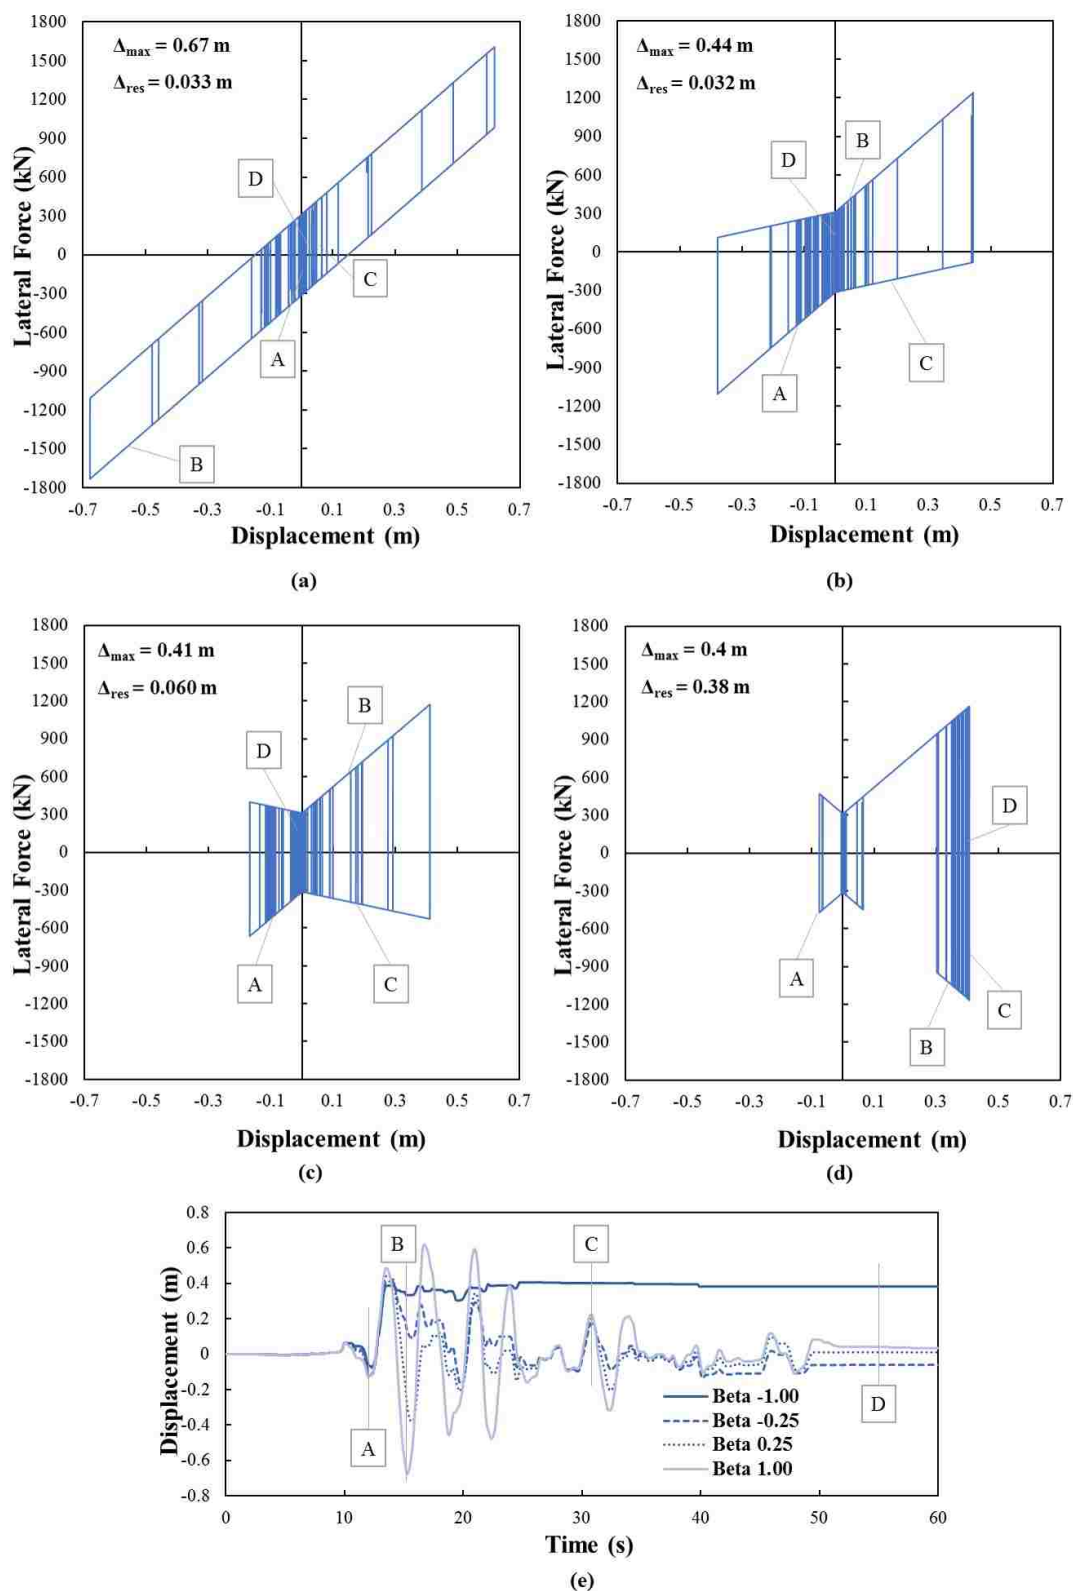 Δmax = 0.67 m
Δres = 0.033 m
1800
1500
1200
900
600
300
0
-300
-600
-900
-1200
-1500
-1800
Lateral Force (kN)
D
C
A
B
-0.7 -0.5 -0.3 -0.1 0.1 0.3 0.5 0.7
Displacement (m)
(a)
Δmax = 0.44 m
Δres = 0.032 m
1800
1500
1200
900
600
300
0
-300
-600
-900
-1200
-1500
-1800
Lateral Force (kN)
B
D
C
A
-0.7 -0.5 -0.3 -0.1 0.1 0.3 0.5 0.7
Displacement (m)
(b)
Δmax = 0.41 m
Δres = 0.060 m
1800
1500
1200
900
600
300
0
-300
-600
-900
-1200
-1500
-1800
Lateral Force (kN)
B
D
A
C
-0.7 -0.5 -0.3 -0.1 0.1 0.3 0.5 0.7
Displacement (m)
(c)
Δmax = 0.4 m
Δres = 0.38 m
1800
1500
1200
900
600
300
0
-300
-600
-900
-1200
-1500
-1800
Lateral Force (kN)
D
A
C
B
-0.7 -0.5 -0.3 -0.1 0.1 0.3 0.5 0.7
Displacement (m)
(d)
0.8
0.6
0.4
0.2
0
-0.2
-0.4
-0.6
-0.8
Displacement (m)
B
C
A
D
Beta -1.00
Beta -0.25
Beta 0.25
Beta 1.00
0 10 20 30 40 50 60
Time (s)
(e)